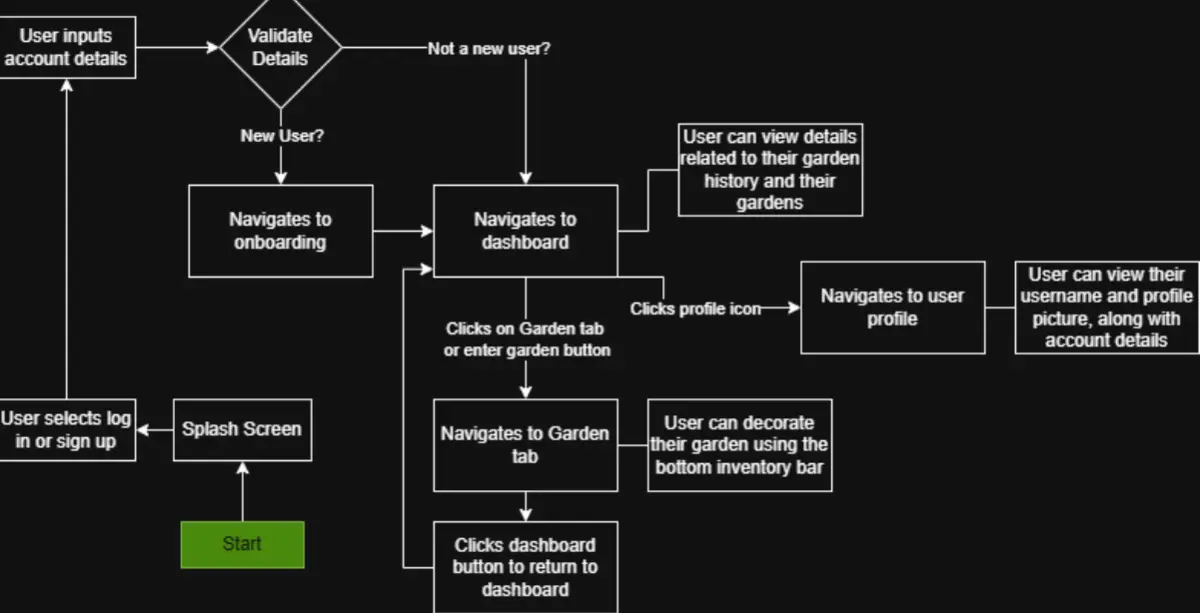 User inputs
account details
Validate
Details
Not a new user?
New User?
User can view details
related to their garden
history and their
gardens
Navigates to
onboarding
Navigates to
dashboard
Clicks profile icon
Navigates to user
profile
User can view their
username and profile
picture, along with
account details
Clicks on Garden tab
or enter garden button
User selects log
in or sign up
Splash Screen
Navigates to Garden
tab
User can decorate
their garden using the
bottom inventory bar
Start
Clicks dashboard
button to return to
dashboard